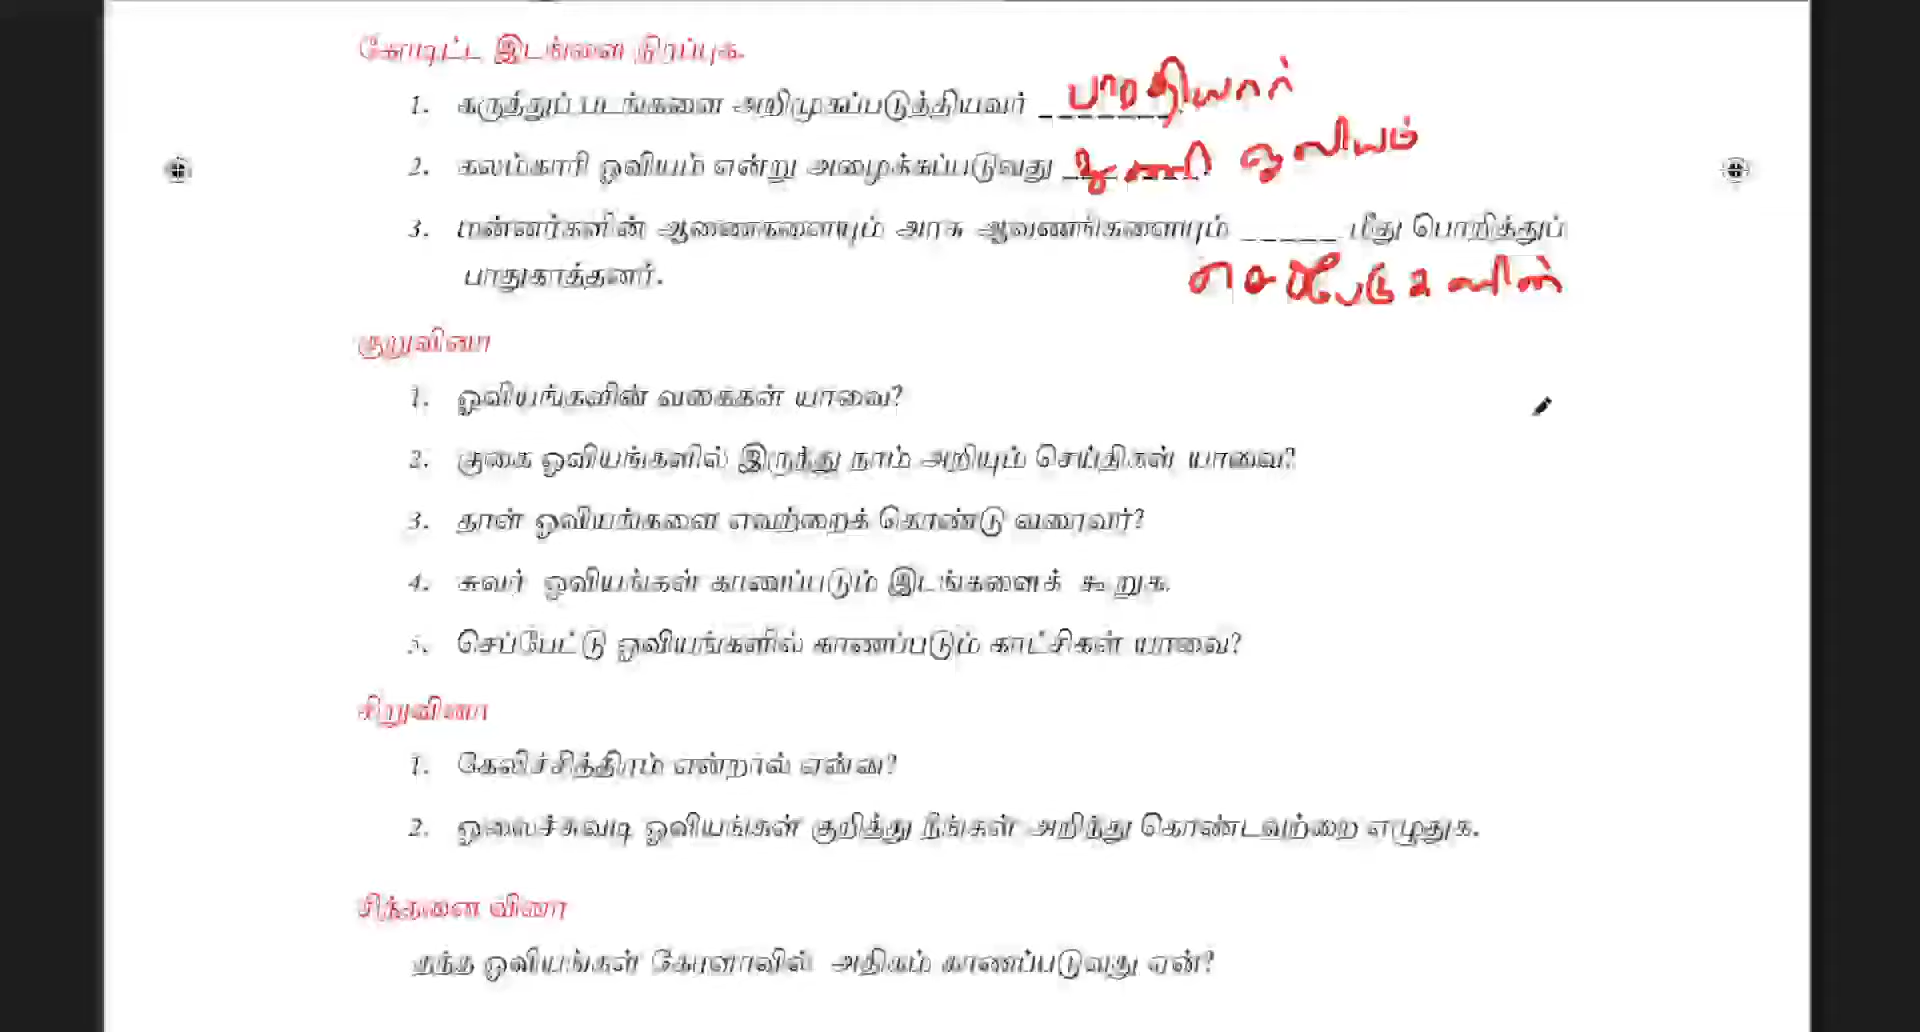 கோடிட்ட இடங்களை நிரப்புக.
1. கருத்துப் படங்களை அறிமுகப்படுத்தியவர் _______. பாரதியார்
2. கலம்காரி ஓவியம் என்று அழைக்கப்படுவது _______. துணி ஓவியம்
3. மன்னர்களின் ஆணைகளையும் அரசு ஆவணங்களையும் _____ மீது பொறித்துப்
பாதுகாத்தனர். செப்பேடுகளின்
குறுவினா
1. ஓவியங்களின் வகைகள் யாவை?
2. குகை ஓவியங்களில் இருந்து நாம் அறியும் செய்திகள் யாவை?
3. தாள் ஓவியங்களை எவற்றைக் கொண்டு வரைவர்?
4. சுவர் ஓவியங்கள் காணப்படும் இடங்களைக் கூறுக.
5. செப்பேட்டு ஓவியங்களில் காணப்படும் காட்சிகள் யாவை?
சிறுவினா
1. கேலிச்சித்திரம் என்றால் என்ன?
2. ஓலைச்சுவடி ஓவியங்கள் குறித்து நீங்கள் அறிந்து கொண்டவற்றை எழுதுக.
சிந்தனை வினா
தந்த ஓவியங்கள் கேரளாவில் அதிகம் காணப்படுவது ஏன்?